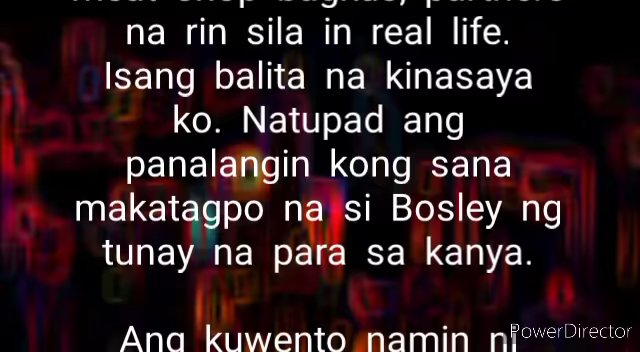 na rin sila in real life.
Isang balita na kinasaya
ko. Natupad ang
panalangin kong sana
makatagpo na si Bosley ng
tunay na para sa kanya.
Ang kuwento namin ni
PowerDirector